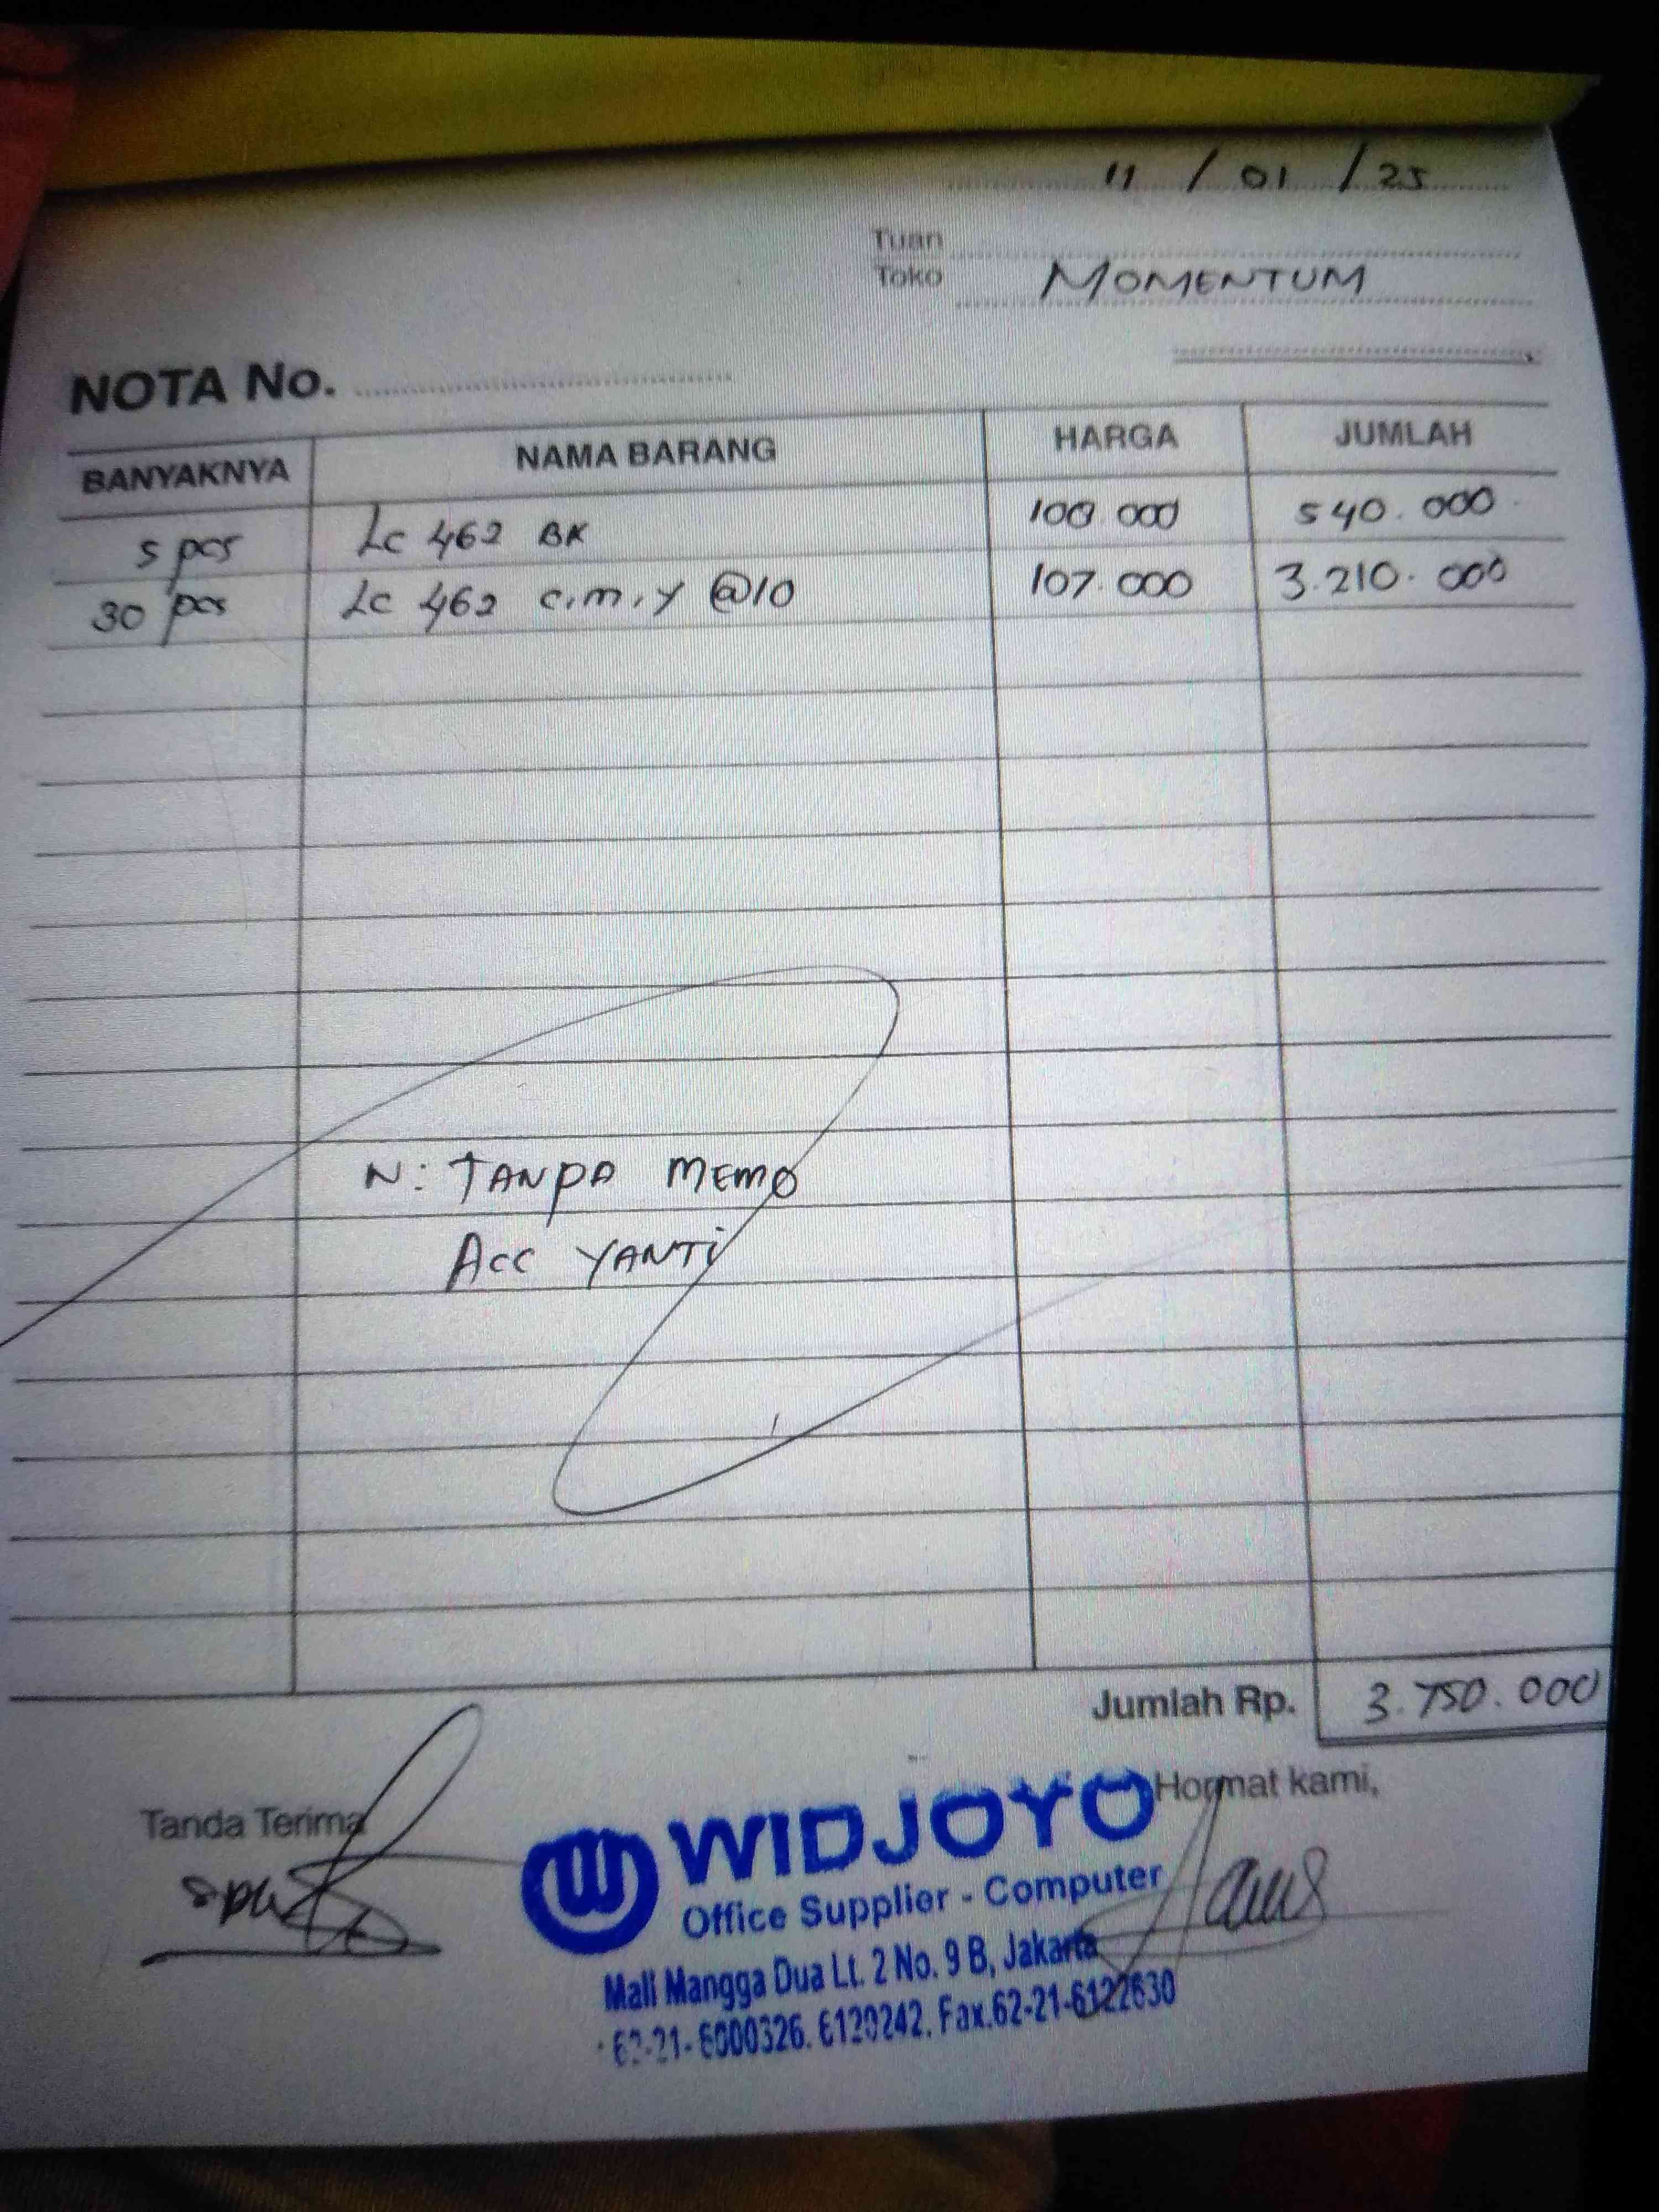 11 / 01 / 25
Tuan
Toko MOMENTUM
NOTA No.
BANYAKNYA NAMA BARANG HARGA JUMLAH
5 pcs Lc 462 BK 108.000 540.000
30 pcs Lc 462 c.m.y @10 107.000 3.210.000
N: TANPA MEMO
Acc YANTi
Jumlah Rp. 3.750.000
Tanda Terima Hormat kami,
WIDJOYO
Office Supplier - Computer
Mall Mangga Dua Lt. 2 No. 9 B, Jakarta
62-21-6000326. 6120242. Fax.62-21-6122630